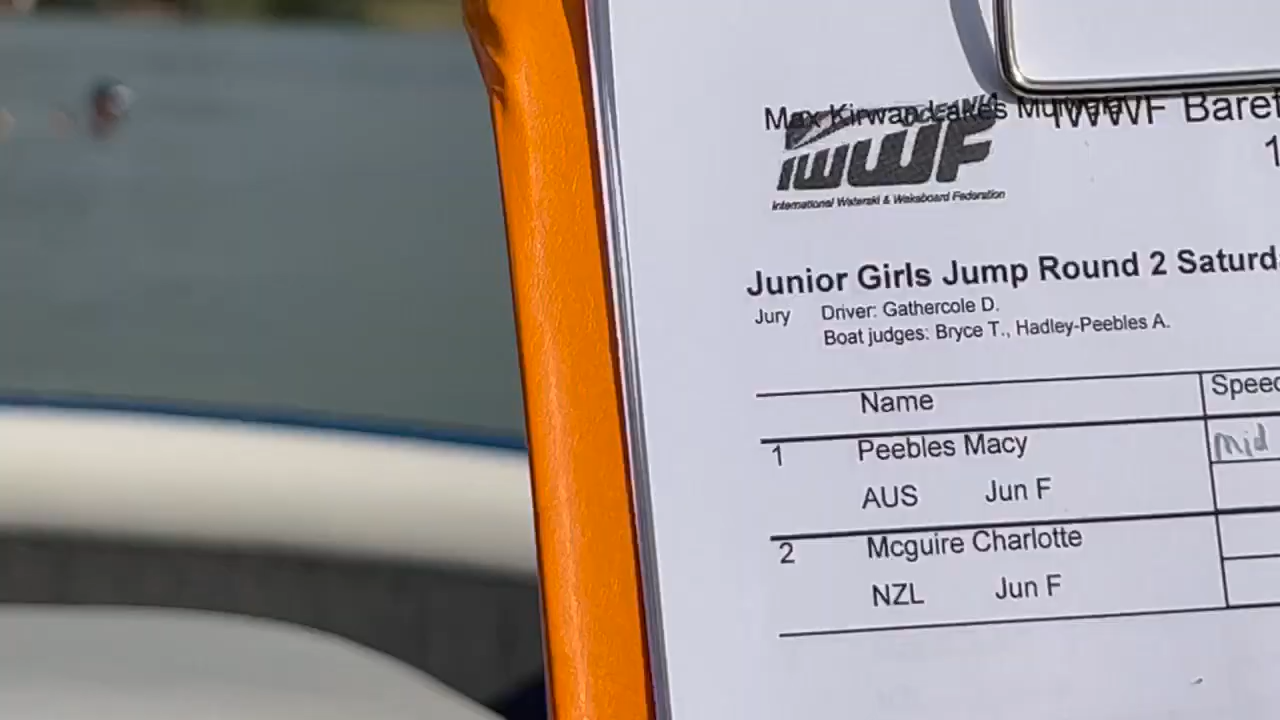 Max Kirwan Lakes Mulwala IWWF Baref
1
IWWF
International Waterski & Wakeboard Federation
Junior Girls Jump Round 2 Saturd
Jury Driver: Gathercole D.
Boat judges: Bryce T., Hadley-Peebles A.
Name Speed
1 Peebles Macy mid
AUS Jun F
2 Mcguire Charlotte
NZL Jun F